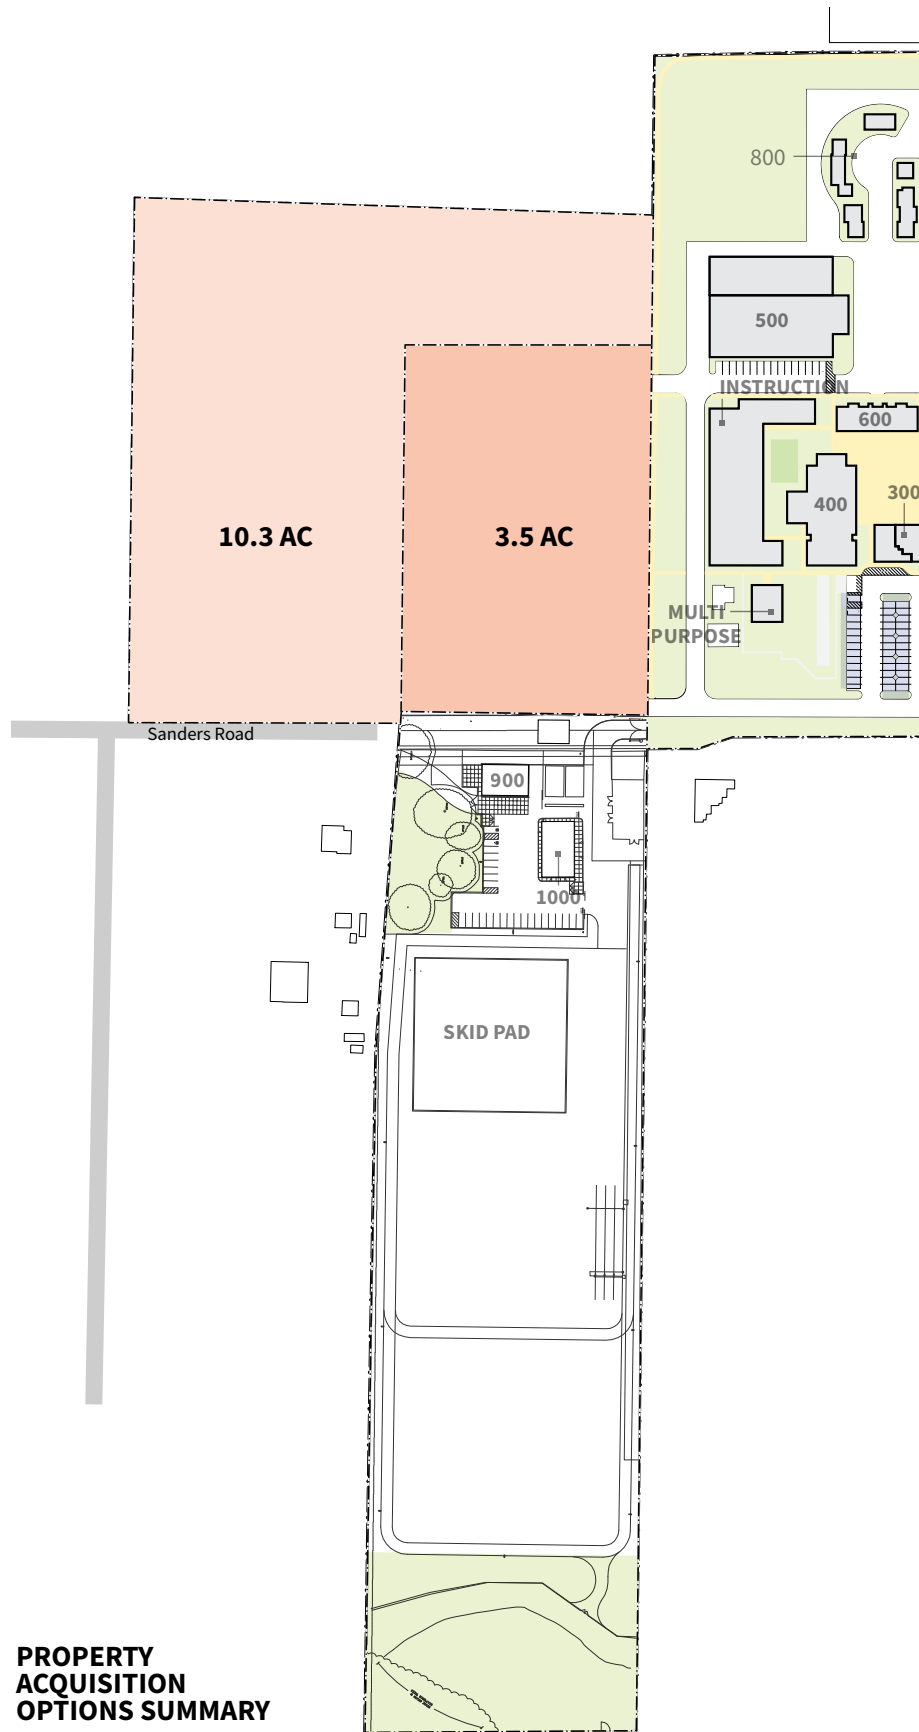 800
500
INSTRUCTION
600
400
300
10.3 AC
3.5 AC
MULTI
PURPOSE
Sanders Road
900
1000
SKID PAD
PROPERTY
ACQUISITION
OPTIONS SUMMARY